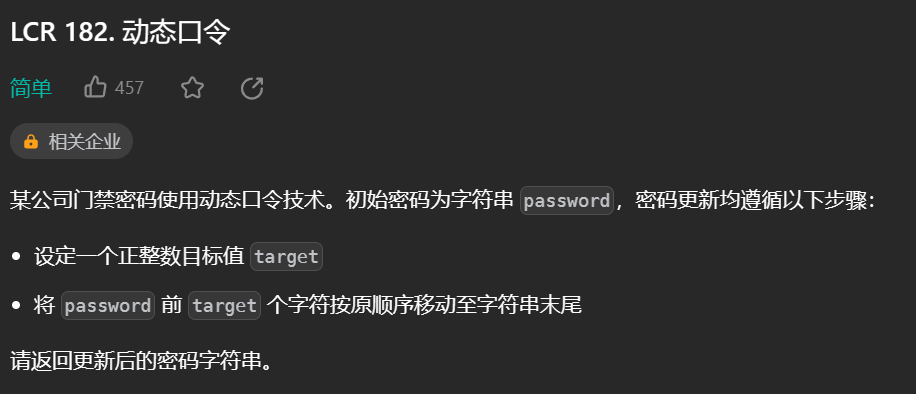 LCR 182. 动态口令
简单 457
相关企业
某公司门禁密码使用动态口令技术。初始密码为字符串 password，密码更新均遵循以下步骤：
• 设定一个正整数目标值 target
• 将 password 前 target 个字符按原顺序移动至字符串末尾
请返回更新后的密码字符串。